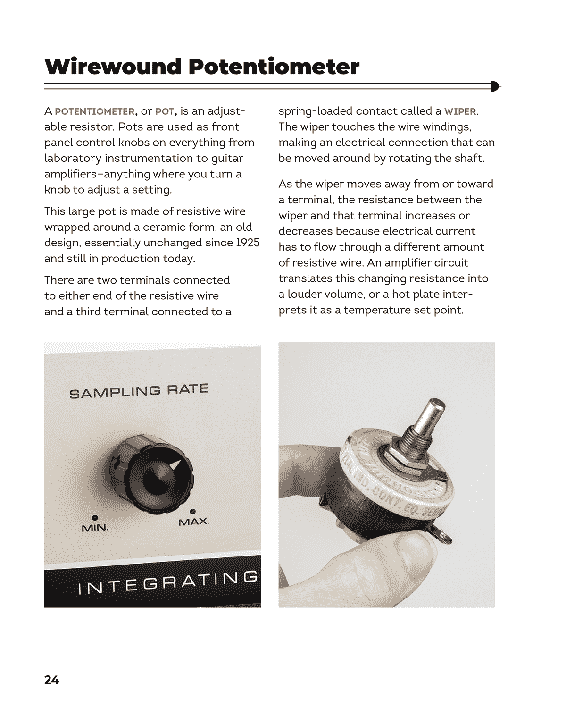 Wirewound Potentiometer
A POTENTIOMETER, or POT, is an adjust-
able resistor. Pots are used as front
panel control knobs on everything from
laboratory instrumentation to guitar
amplifiers–anything where you turn a
knob to adjust a setting.
This large pot is made of resistive wire
wrapped around a ceramic form, an old
design, essentially unchanged since 1925
and still in production today.
There are two terminals connected
to either end of the resistive wire
and a third terminal connected to a
spring-loaded contact called a WIPER.
The wiper touches the wire windings,
making an electrical connection that can
be moved around by rotating the shaft.
As the wiper moves away from or toward
a terminal, the resistance between the
wiper and that terminal increases or
decreases because electrical current
has to flow through a different amount
of resistive wire. An amplifier circuit
translates this changing resistance into
a louder volume, or a hot plate inter-
prets it as a temperature set point.
SAMPLING RATE
MIN.
MAX.
INTEGRATING
IND. CONT. CO.
24